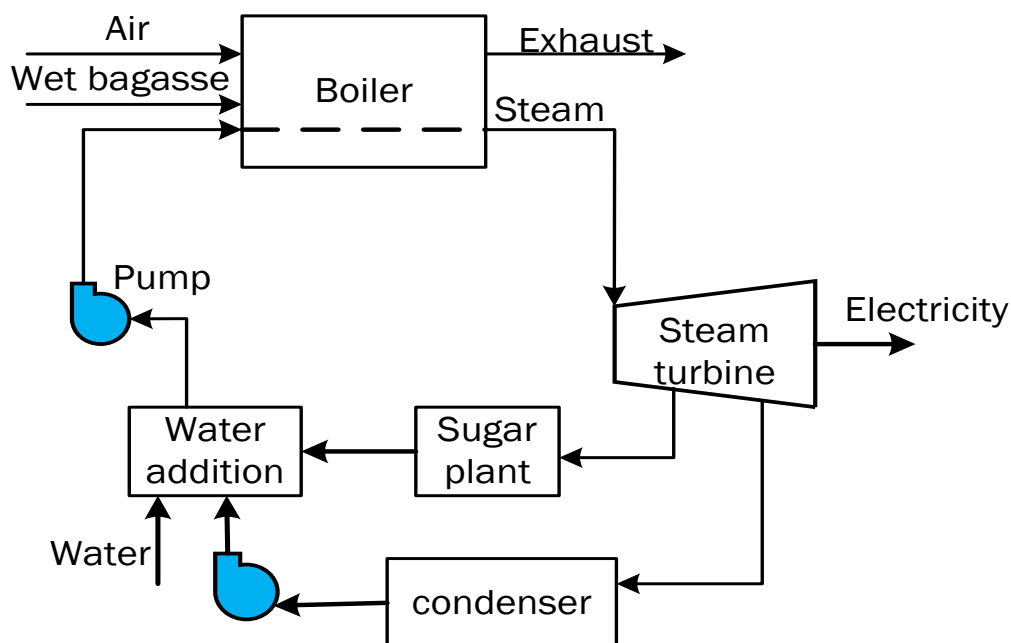 Air
Exhaust
Wet bagasse
Boiler
Steam
Pump
Electricity
Steam
turbine
Water
addition
Sugar
plant
Water
condenser